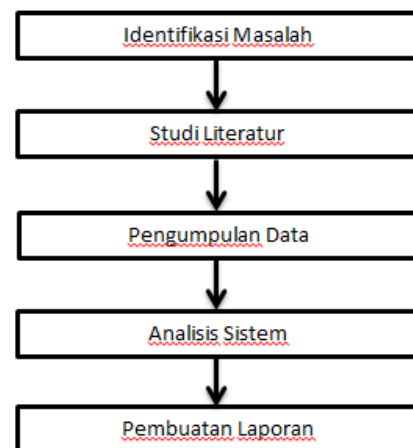 Identifikasi Masalah
Studi Literatur
Pengumpulan Data
Analisis Sistem
Pembuatan Laporan